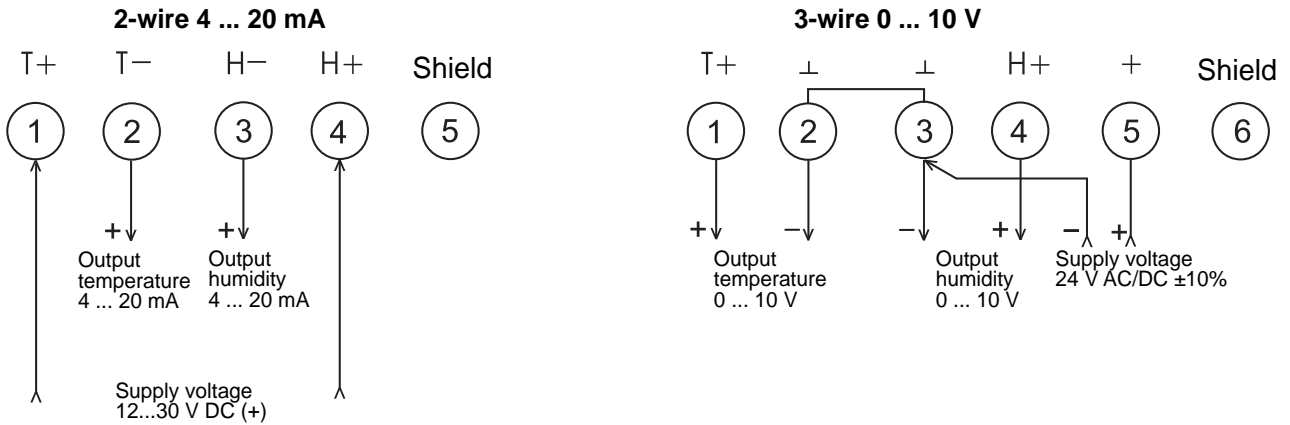 2-wire 4 ... 20 mA
T+ T− H− H+ Shield
1 2 3 4 5
+ +
Output
temperature
4 ... 20 mA
Output
humidity
4 ... 20 mA
Supply voltage
12...30 V DC (+)
3-wire 0 ... 10 V
T+ ⊥ ⊥ H+ + Shield
1 2 3 4 5 6
+ − − + − +
Output
temperature
0 ... 10 V
Output
humidity
0 ... 10 V
Supply voltage
24 V AC/DC ±10%